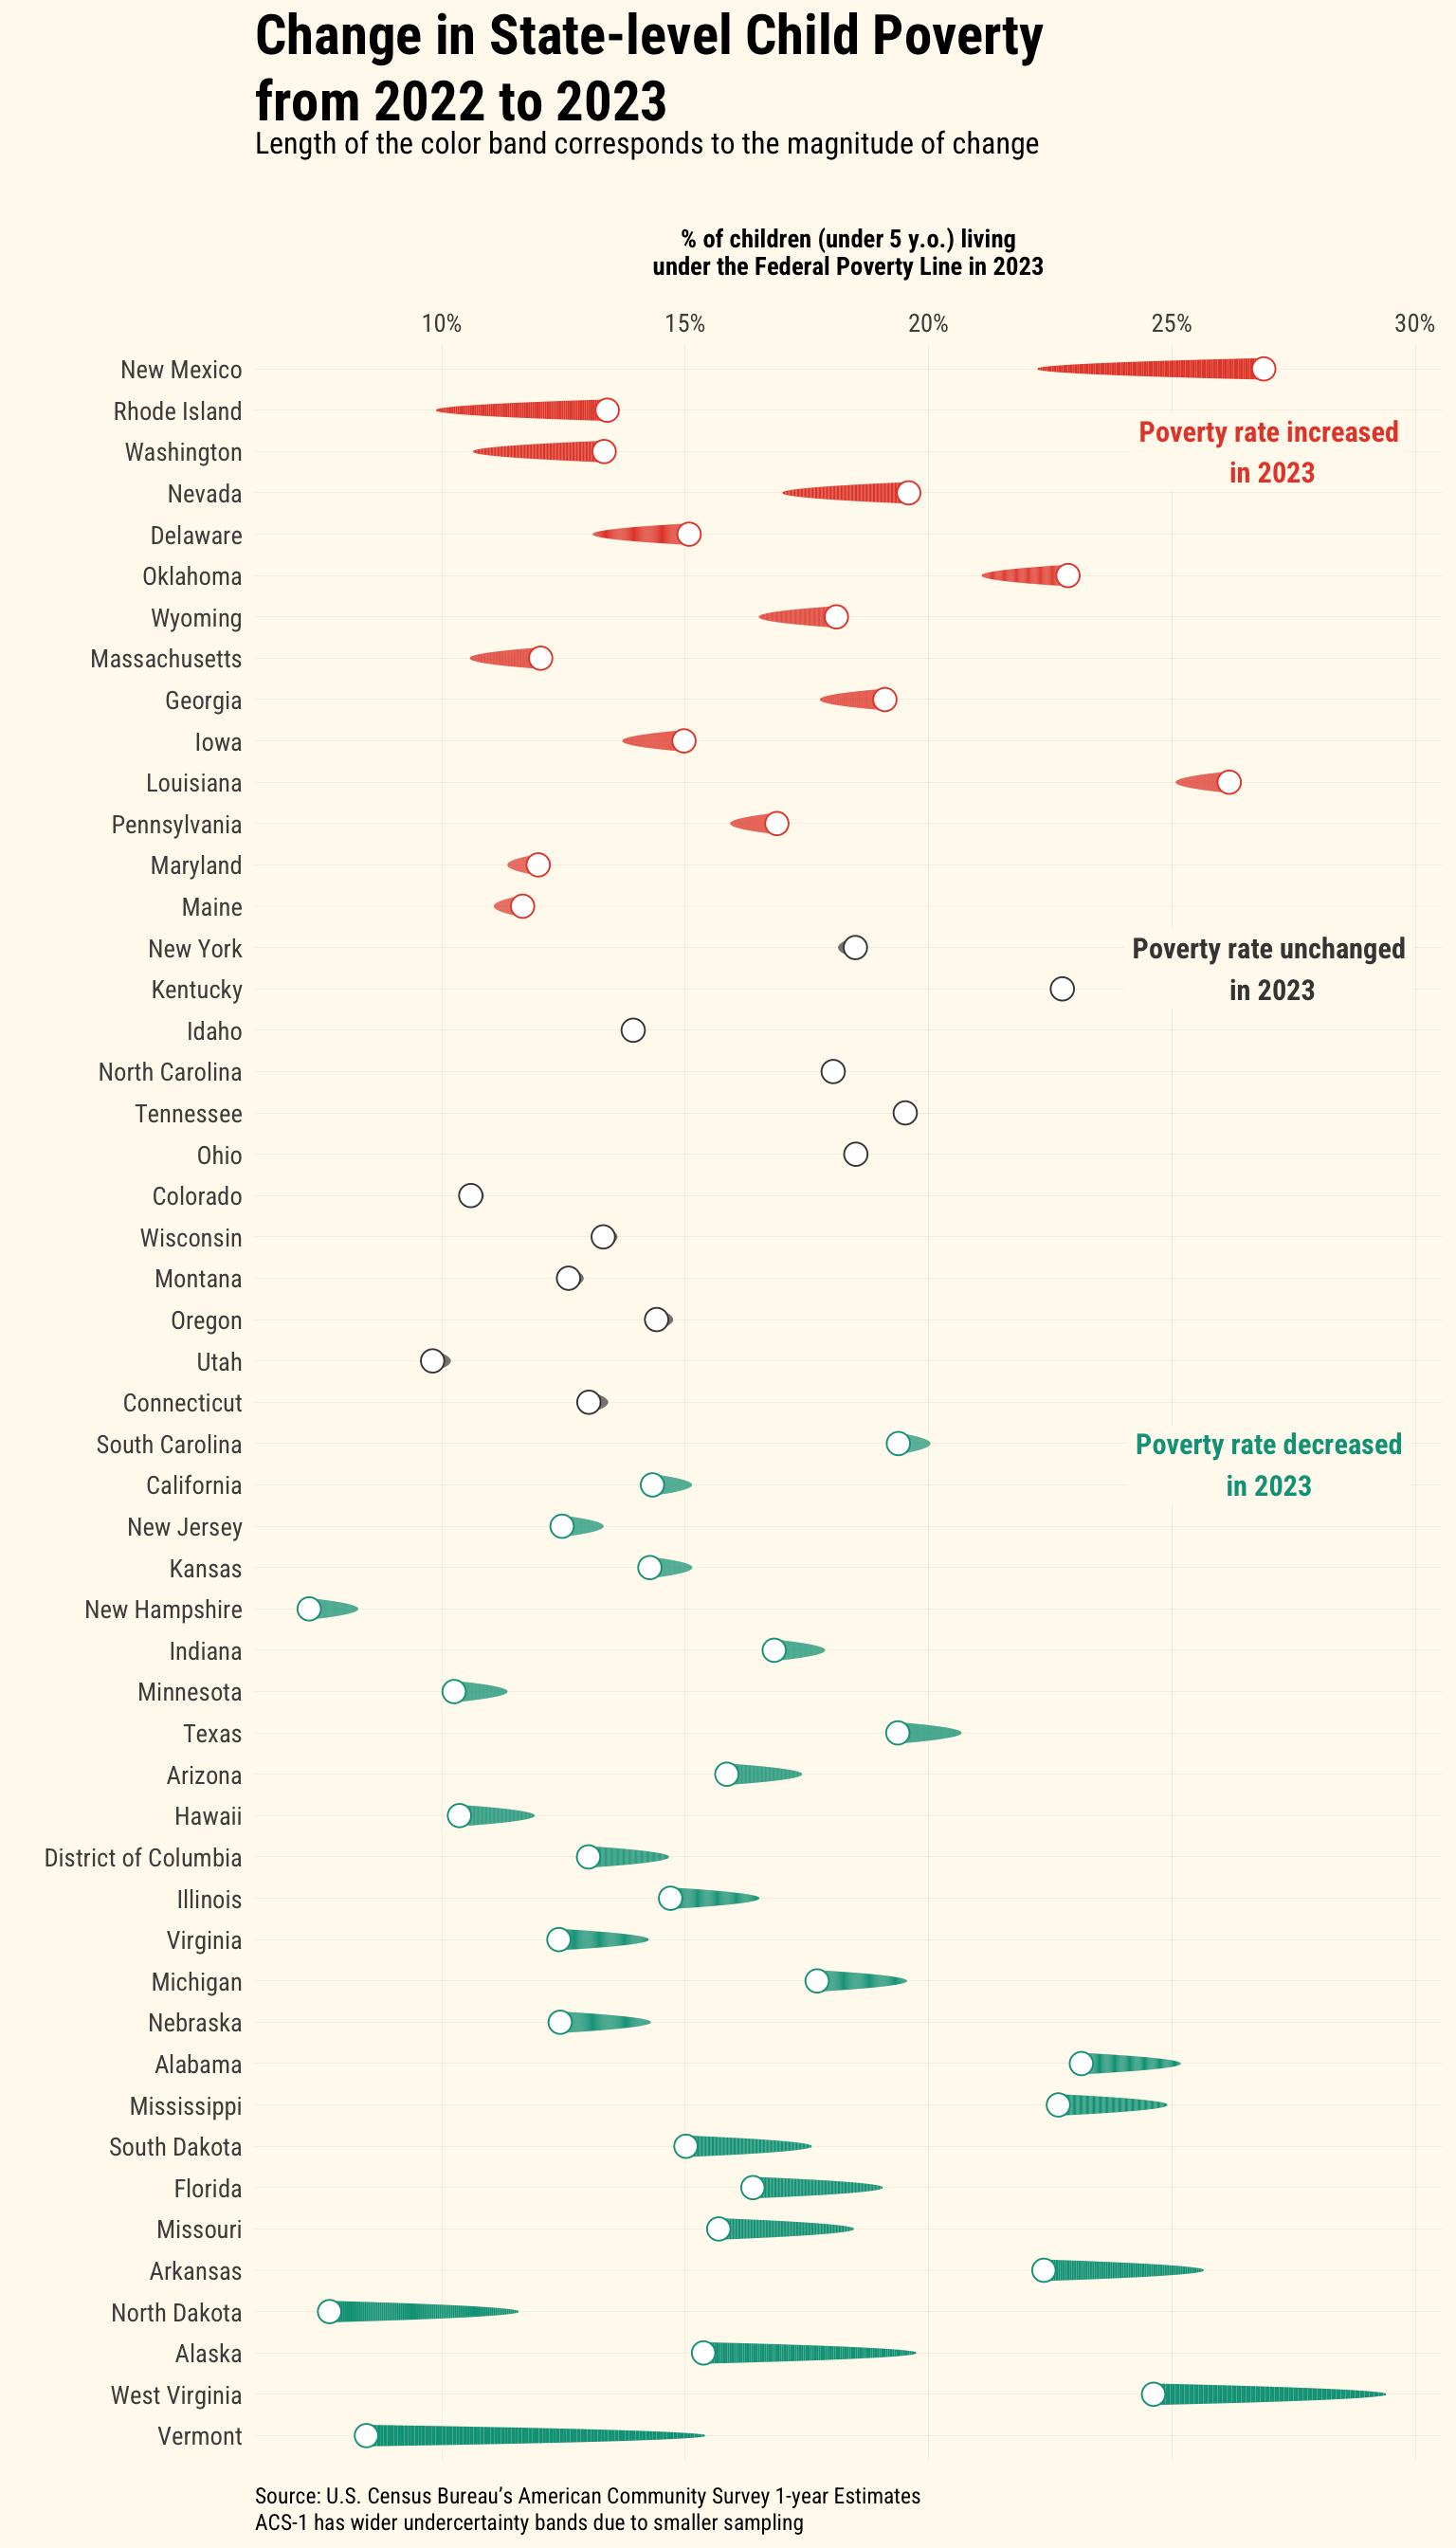 Change in State-level Child Poverty
from 2022 to 2023
Length of the color band corresponds to the magnitude of change
% of children (under 5 y.o.) living
under the Federal Poverty Line in 2023
10% 15% 20% 25% 30%
New Mexico
Rhode Island
Poverty rate increased
Washington
in 2023
Nevada
Delaware
Oklahoma
Wyoming
Massachusetts
Georgia
Iowa
Louisiana
Pennsylvania
Maryland
Maine
New York
Poverty rate unchanged
Kentucky
in 2023
Idaho
North Carolina
Tennessee
Ohio
Colorado
Wisconsin
Montana
Oregon
Utah
Connecticut
South Carolina
Poverty rate decreased
California
in 2023
New Jersey
Kansas
New Hampshire
Indiana
Minnesota
Texas
Arizona
Hawaii
District of Columbia
Illinois
Virginia
Michigan
Nebraska
Alabama
Mississippi
South Dakota
Florida
Missouri
Arkansas
North Dakota
Alaska
West Virginia
Vermont
Source: U.S. Census Bureau’s American Community Survey 1-year Estimates
ACS-1 has wider undercertainty bands due to smaller sampling